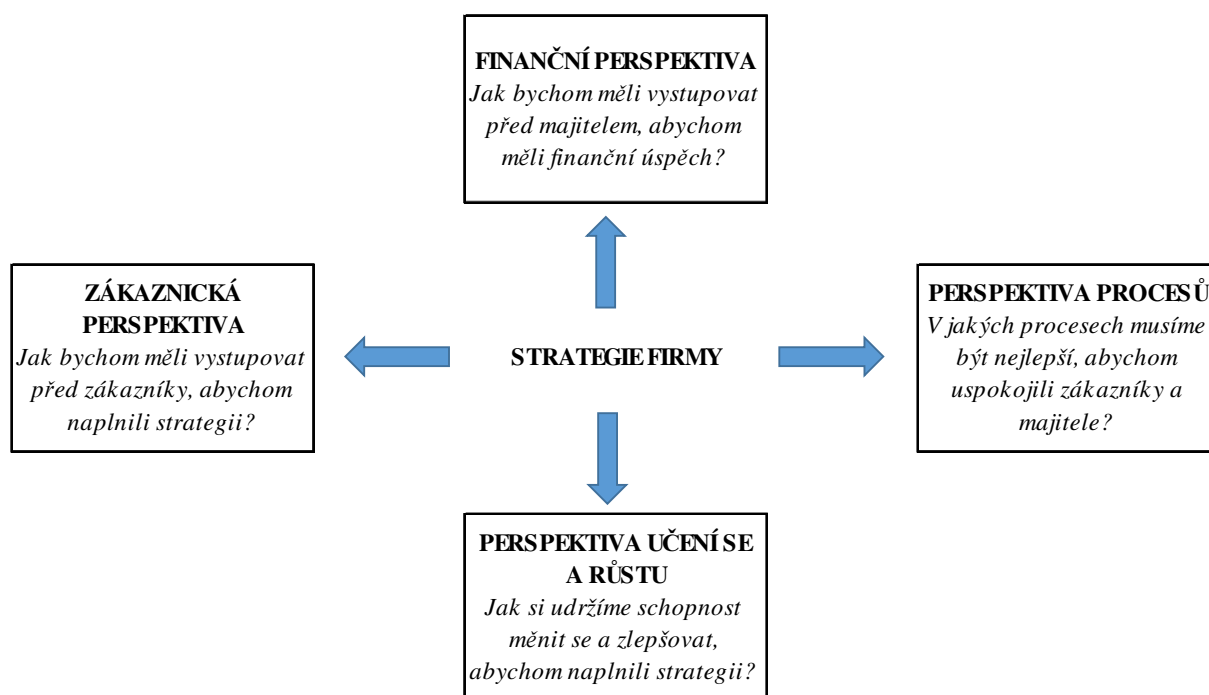 FINANČNÍ PERSPEKTIVA
Jak bychom měli vystupovat
před majitelem, abychom
měli finanční úspěch?
ZÁKAZNICKÁ
PERSPEKTIVA
Jak bychom měli vystupovat
před zákazníky, abychom
naplnili strategii?
STRATEGIE FIRMY
PERSPEKTIVA PROCESŮ
V jakých procesech musíme
být nejlepší, abychom
uspokojili zákazníky a
majitele?
PERSPEKTIVA UČENÍ SE
A RŮSTU
Jak si udržíme schopnost
měnit se a zlepšovat,
abychom naplnili strategii?